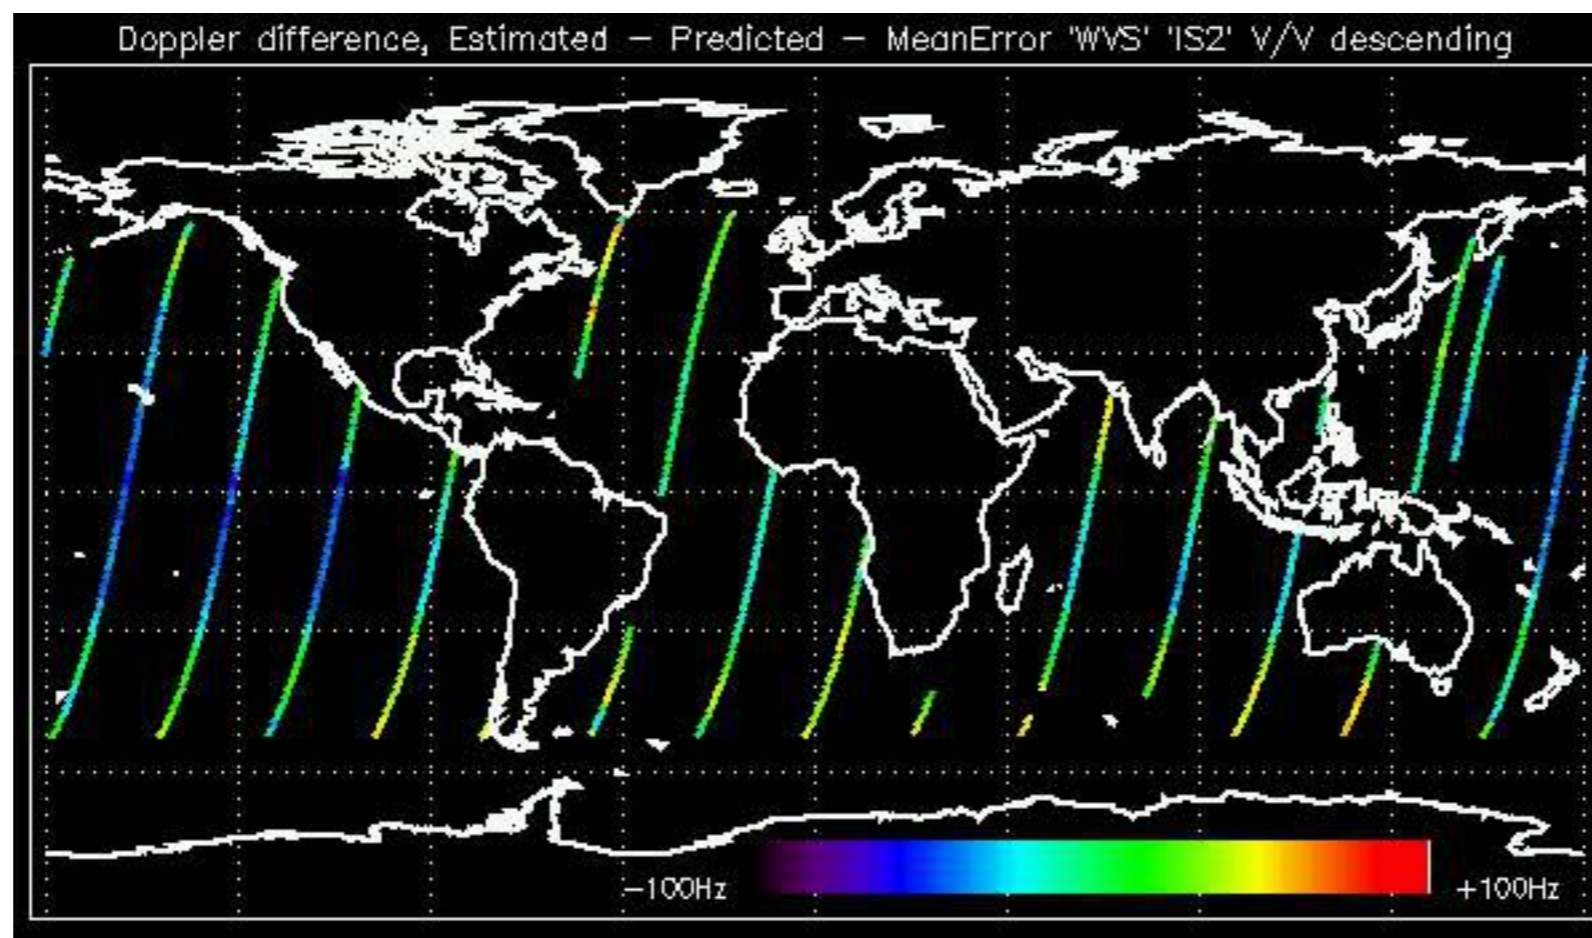 Doppler difference, Estimated - Predicted - MeanError 'WVS' 'IS2' V/V descending
-100Hz
+100Hz